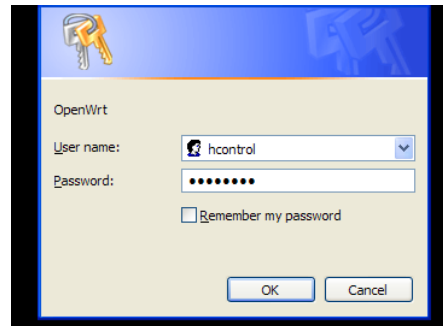 OpenWrt
User name: hcontrol
Password: ••••••••
Remember my password
OK Cancel